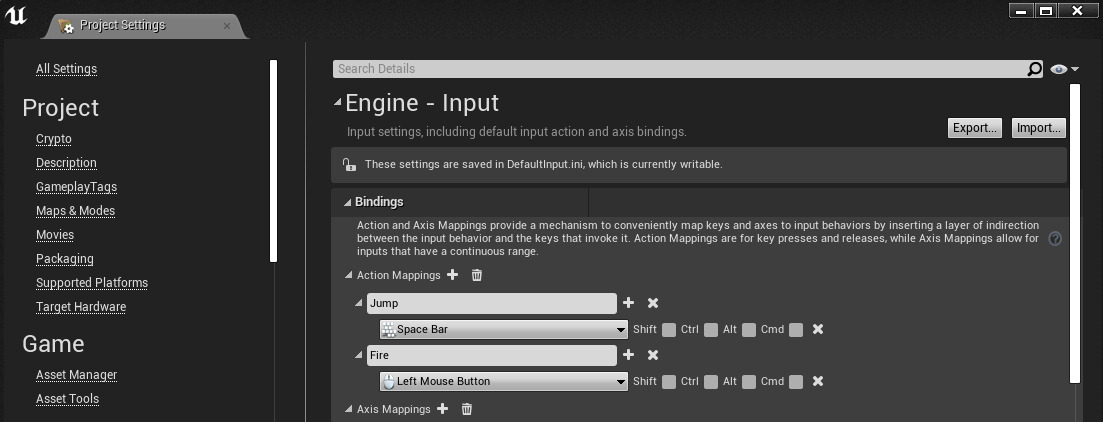 Project Settings
All Settings
Project
Crypto
Description
GameplayTags
Maps & Modes
Movies
Packaging
Supported Platforms
Target Hardware
Game
Asset Manager
Asset Tools
Search Details
Engine - Input
Input settings, including default input action and axis bindings.
Export...
Import...
These settings are saved in DefaultInput.ini, which is currently writable.
Bindings
Action and Axis Mappings provide a mechanism to conveniently map keys and axes to input behaviors by inserting a layer of indirection
between the input behavior and the keys that invoke it. Action Mappings are for key presses and releases, while Axis Mappings allow for
inputs that have a continuous range.
Action Mappings
Jump
Space Bar Shift Ctrl Alt Cmd
Fire
Left Mouse Button Shift Ctrl Alt Cmd
Axis Mappings